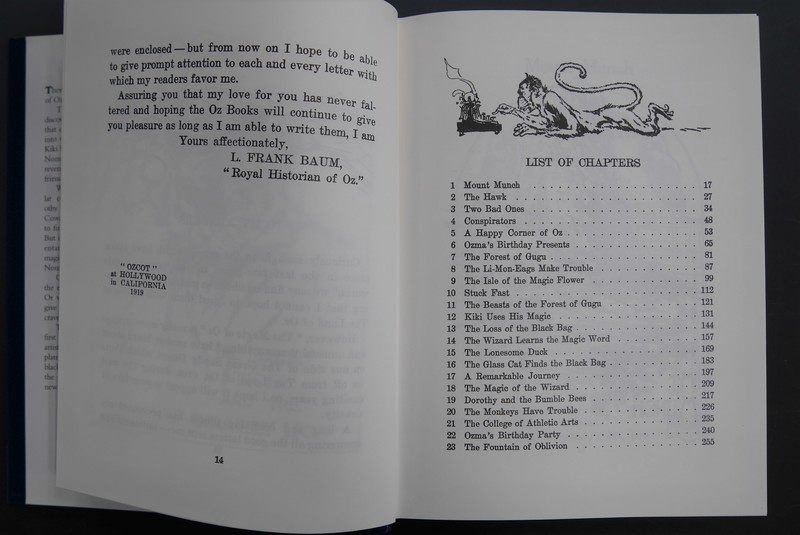 were enclosed — but from now on I hope to be able
to give prompt attention to each and every letter with
which my readers favor me.
Assuring you that my love for you has never fal-
tered and hoping the Oz Books will continue to give
you pleasure as long as I am able to write them, I am
Yours affectionately,
L. FRANK BAUM,
"Royal Historian of Oz."
"OZCOT"
at HOLLYWOOD
in CALIFORNIA
1919
14
LIST OF CHAPTERS
1 Mount Munch . . . . . . . . . . . . . . . 17
2 The Hawk . . . . . . . . . . . . . . . . 27
3 Two Bad Ones . . . . . . . . . . . . . . . 34
4 Conspirators . . . . . . . . . . . . . . . 48
5 A Happy Corner of Oz . . . . . . . . . . . . 53
6 Ozma's Birthday Presents . . . . . . . . . . . 65
7 The Forest of Gugu . . . . . . . . . . . . . 81
8 The Li-Mon-Eags Make Trouble . . . . . . . . . 87
9 The Isle of the Magic Flower . . . . . . . . . . 99
10 Stuck Fast . . . . . . . . . . . . . . . . 112
11 The Beasts of the Forest of Gugu . . . . . . . . 121
12 Kiki Uses His Magic . . . . . . . . . . . . . 131
13 The Loss of the Black Bag . . . . . . . . . . . 144
14 The Wizard Learns the Magic Word . . . . . . . 157
15 The Lonesome Duck . . . . . . . . . . . . . 169
16 The Glass Cat Finds the Black Bag . . . . . . . . 183
17 A Remarkable Journey . . . . . . . . . . . . 197
18 The Magic of the Wizard . . . . . . . . . . . 209
19 Dorothy and the Bumble Bees . . . . . . . . . . 217
20 The Monkeys Have Trouble . . . . . . . . . . . 226
21 The College of Athletic Arts . . . . . . . . . . 235
22 Ozma's Birthday Party . . . . . . . . . . . . 240
23 The Fountain of Oblivion . . . . . . . . . . . 255